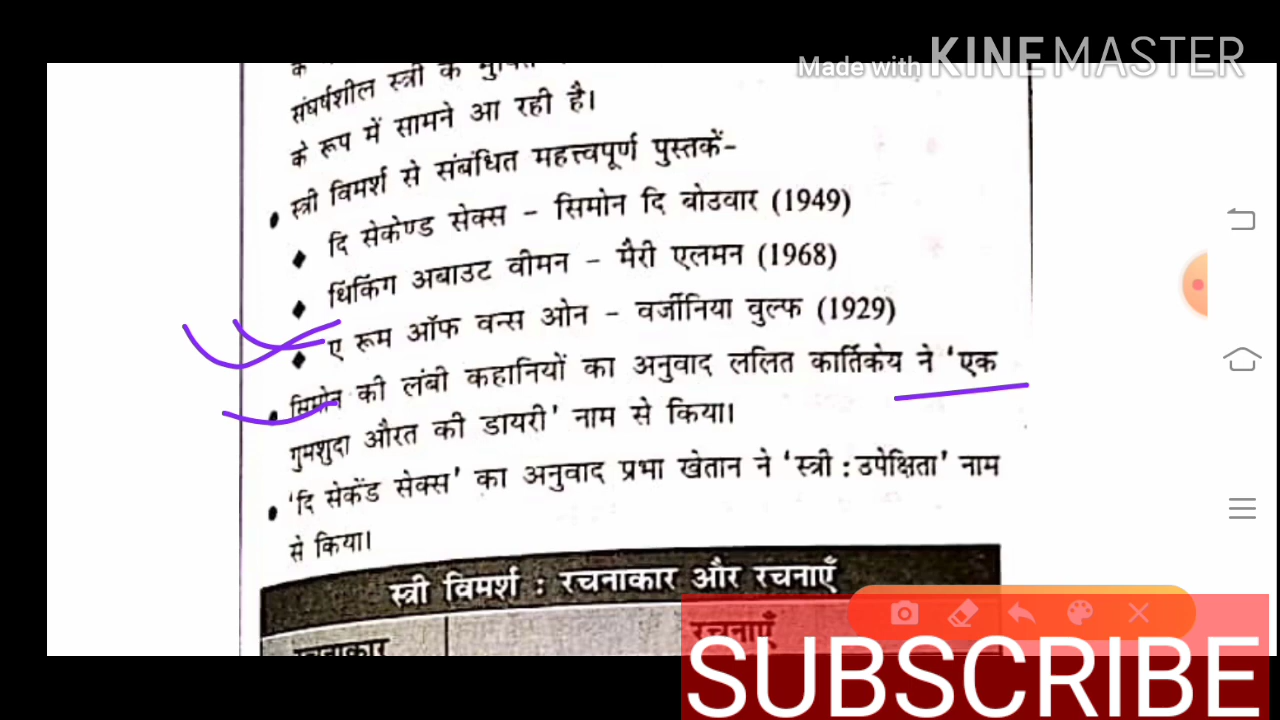 Made with KINEMASTER
के
संघर्षशील स्त्री के मुक्ति
के रूप में सामने आ रही है।
• स्त्री विमर्श से संबंधित महत्त्वपूर्ण पुस्तकें-
♦ दि सेकेण्ड सेक्स - सिमोन दि बोउवार (1949)
♦ थिंकिंग अबाउट वीमन - मैरी एलमन (1968)
♦ ए रूम ऑफ वन्स ओन - वर्जीनिया वुल्फ (1929)
• सिमोन की लंबी कहानियों का अनुवाद ललित कार्तिकेय ने 'एक
गुमशुदा औरत की डायरी' नाम से किया।
• 'दि सेकेंड सेक्स' का अनुवाद प्रभा खेतान ने 'स्त्री : उपेक्षिता' नाम
से किया।
स्त्री विमर्श : रचनाकार और रचनाएँ
रचनाकार रचनाएँ
SUBSCRIBE